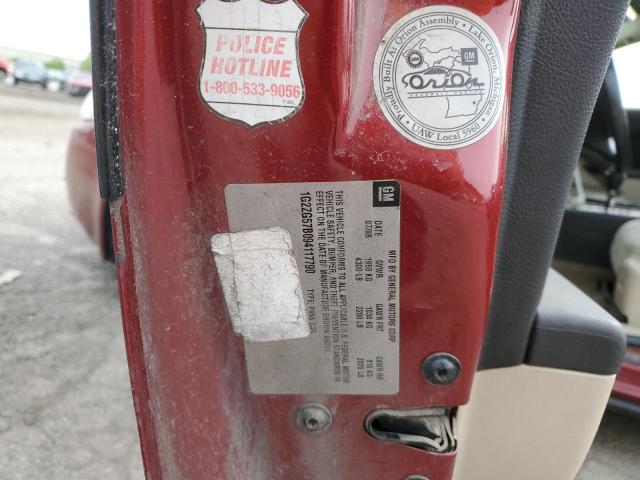 POLICE
HOTLINE
1-800-533-9056
Proudly Built At Orion Assembly • Lake Orion, Michigan
UAW Local 5960
GM
Orion
GM
MFD BY GENERAL MOTORS CORP
DATE GVWR GAWR FRT GAWR RR
07/08 1950 KG 1034 KG 916 KG
4300 LB 2280 LB 2020 LB
THIS VEHICLE CONFORMS TO ALL APPLICABLE U.S. FEDERAL MOTOR
VEHICLE SAFETY, BUMPER, AND THEFT PREVENTION STANDARDS IN
EFFECT ON THE DATE OF MANUFACTURE SHOWN ABOVE.
1G2ZG57B094117790 TYPE: PASS CAR